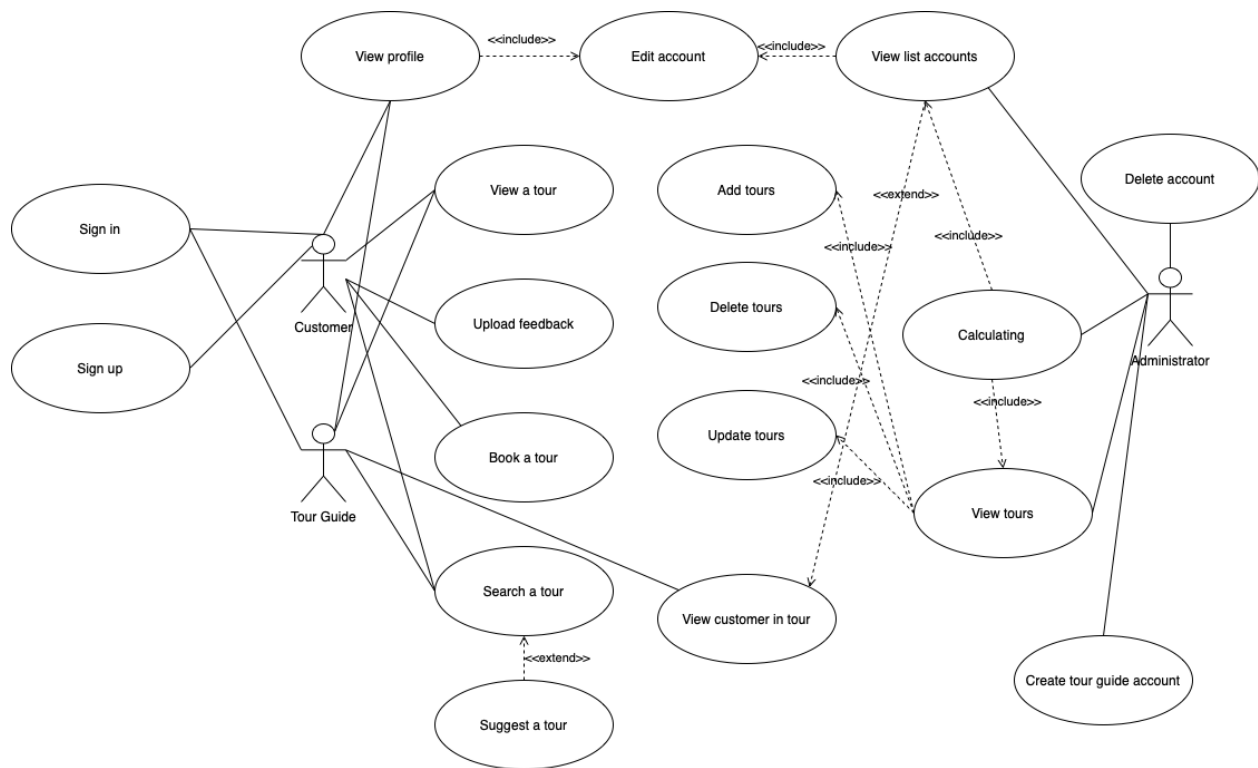 View profile
<<include>>
Edit account
<<include>>
View list accounts
Delete account
View a tour
Add tours
<<extend>>
Sign in
<<include>>
<<include>>
Customer
Upload feedback
Delete tours
Calculating
Administrator
Sign up
<<include>>
<<include>>
Book a tour
Update tours
<<include>>
Tour Guide
View tours
Search a tour
View customer in tour
<<extend>>
Create tour guide account
Suggest a tour